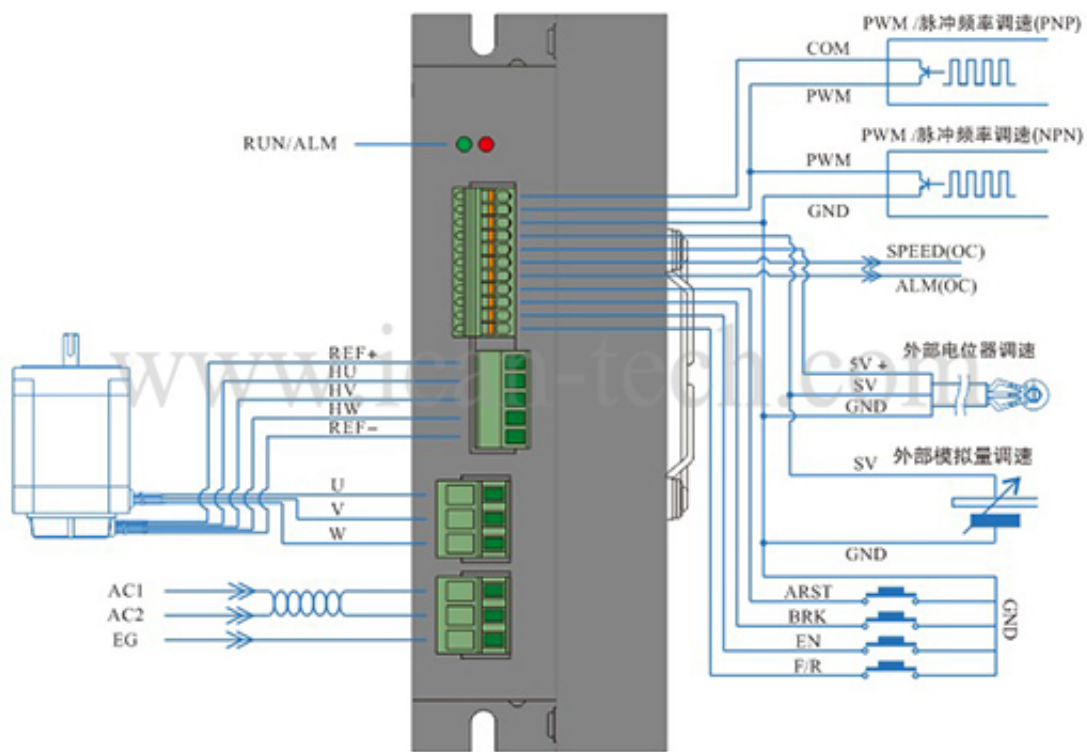 PWM /脉冲频率调速(PNP)
COM
PWM
RUN/ALM
PWM /脉冲频率调速(NPN)
PWM
GND
SPEED(OC)
ALM(OC)
www.ican-tech.com
REF+
HU
HV
HW
REF-
外部电位器调速
5V +
SV
GND
外部模拟量调速
SV
GND
U
V
W
AC1
AC2
EG
ARST
BRK
EN
F/R
GND